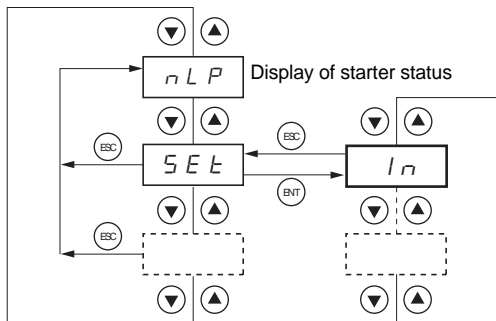 nLP Display of starter status
ESC ESC
SEt In
ENT
ESC